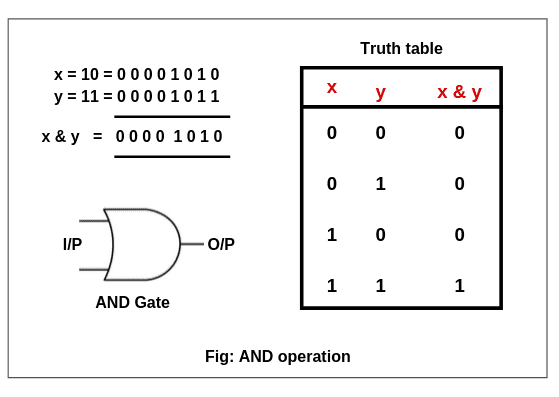 x = 10 = 0 0 0 0 1 0 1 0
y = 11 = 0 0 0 0 1 0 1 1
x & y = 0 0 0 0 1 0 1 0
I/P
O/P
AND Gate
Truth table
x y x & y
0 0 0
0 1 0
1 0 0
1 1 1
Fig: AND operation